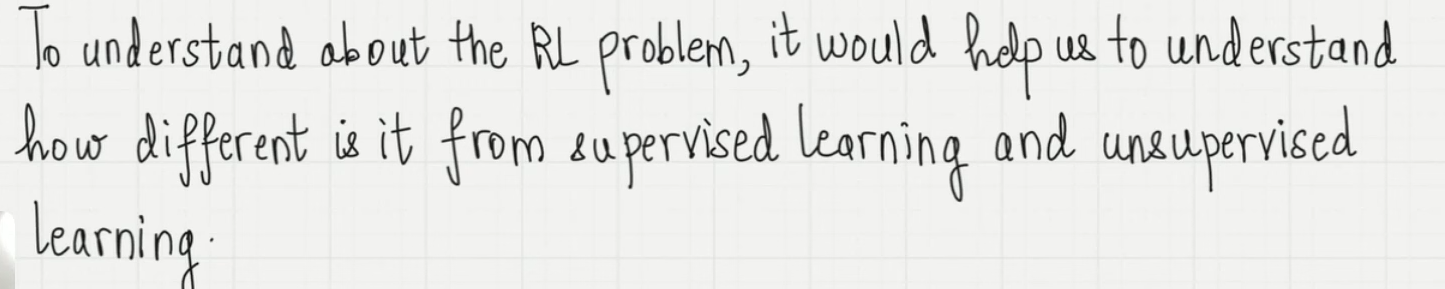 To understand about the RL problem, it would help us to understand
how different is it from supervised learning and unsupervised
learning.